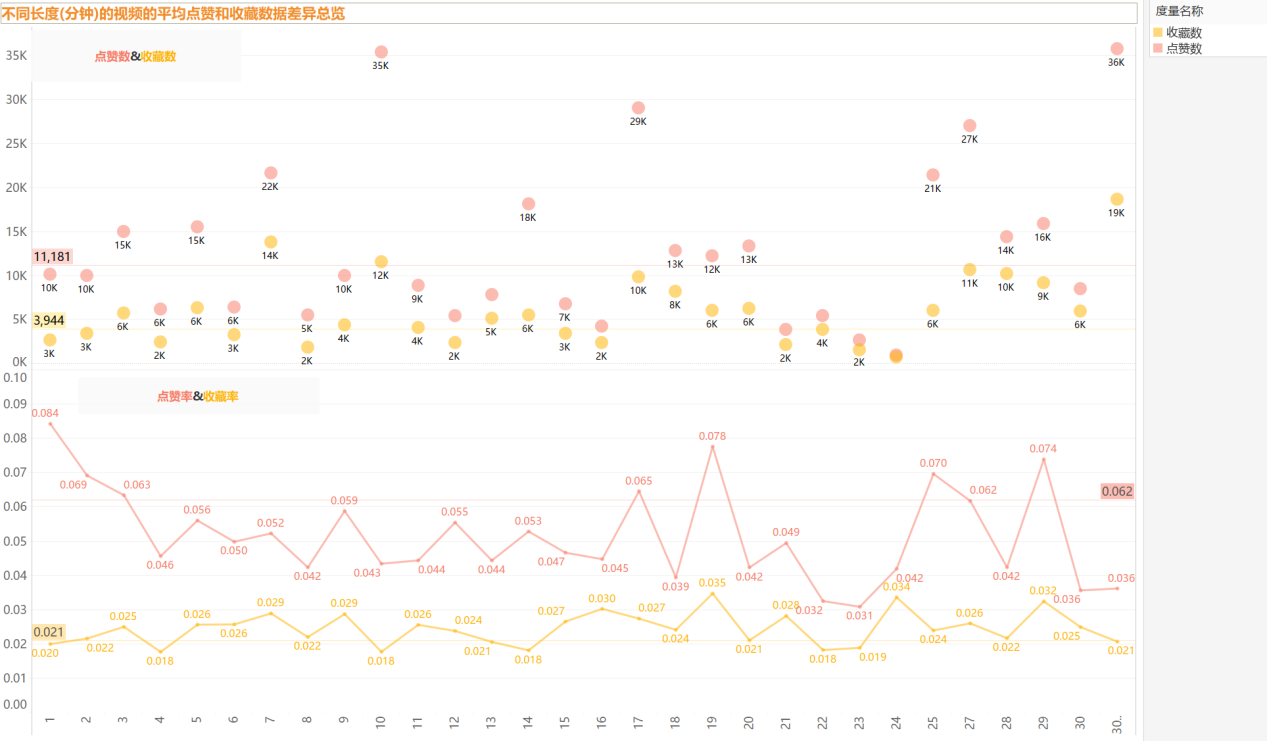 不同长度(分钟)的视频的平均点赞和收藏数据差异总览
度量名称
收藏数
点赞数
点赞数&收藏数
35K
30K
25K
20K
15K
10K
5K
0K
11,181
3,944
10K 10K 15K 6K 15K 6K 22K 5K 10K 35K 9K 18K 7K 29K 13K 12K 13K 21K 27K 14K 16K 36K
3K 3K 6K 2K 6K 3K 14K 2K 4K 12K 4K 2K 5K 6K 3K 2K 10K 8K 6K 6K 2K 4K 2K 6K 11K 10K 9K 6K 19K
点赞率&收藏率
0.10
0.09
0.08
0.07
0.06
0.05
0.04
0.03
0.02
0.01
0.00
0.084 0.069 0.063 0.046 0.056 0.050 0.052 0.042 0.059 0.043 0.044 0.055 0.044 0.053 0.047 0.045 0.065 0.039 0.078 0.042 0.049 0.032 0.031 0.042 0.070 0.062 0.042 0.074 0.036 0.036
0.062
0.021
0.020 0.022 0.025 0.018 0.026 0.026 0.029 0.022 0.029 0.018 0.026 0.024 0.021 0.018 0.027 0.030 0.027 0.024 0.035 0.021 0.028 0.018 0.019 0.034 0.024 0.026 0.022 0.032 0.025 0.021
1 2 3 4 5 6 7 8 9 10 11 12 13 14 15 16 17 18 19 20 21 22 23 24 25 27 28 29 30 30..